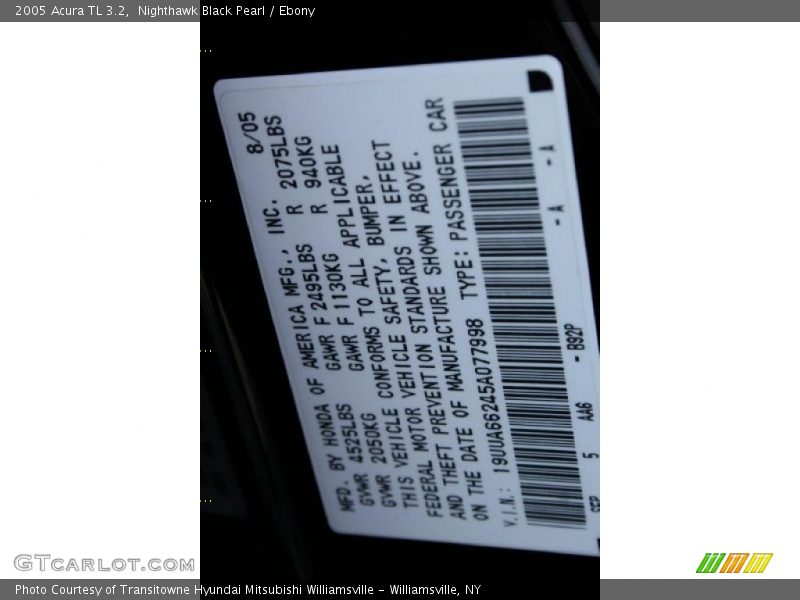 2005 Acura TL 3.2,  Nighthawk Black Pearl / Ebony
MFD. BY HONDA OF AMERICA MFG., INC. 8/05
GVWR 4525LBS GAWR F 2495LBS R 2075LBS
GVWR 2050KG GAWR F 1130KG R 940KG
THIS VEHICLE CONFORMS TO ALL APPLICABLE
FEDERAL MOTOR VEHICLE SAFETY, BUMPER,
AND THEFT PREVENTION STANDARDS IN EFFECT
ON THE DATE OF MANUFACTURE SHOWN ABOVE.
V.I.N.: 19UUA66245A077998 TYPE: PASSENGER CAR
SEP 5 AA6 - B92P - A - A
GTcarlot.com
Photo Courtesy of Transitowne Hyundai Mitsubishi Williamsville – Williamsville, NY